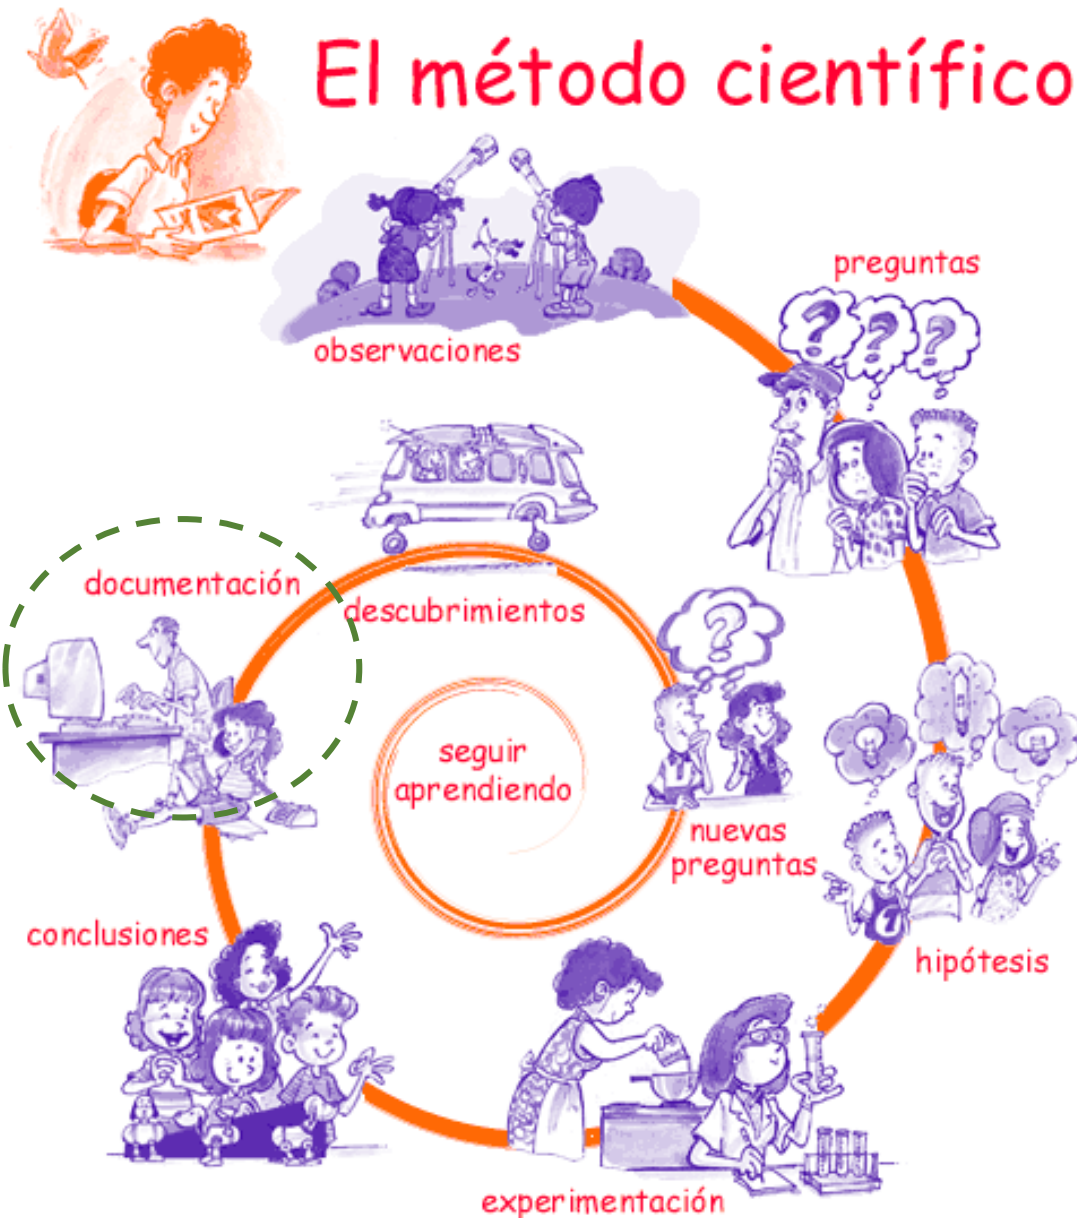 El método científico
observaciones
preguntas
hipótesis
experimentación
conclusiones
documentación
descubrimientos
nuevas
preguntas
seguir
aprendiendo